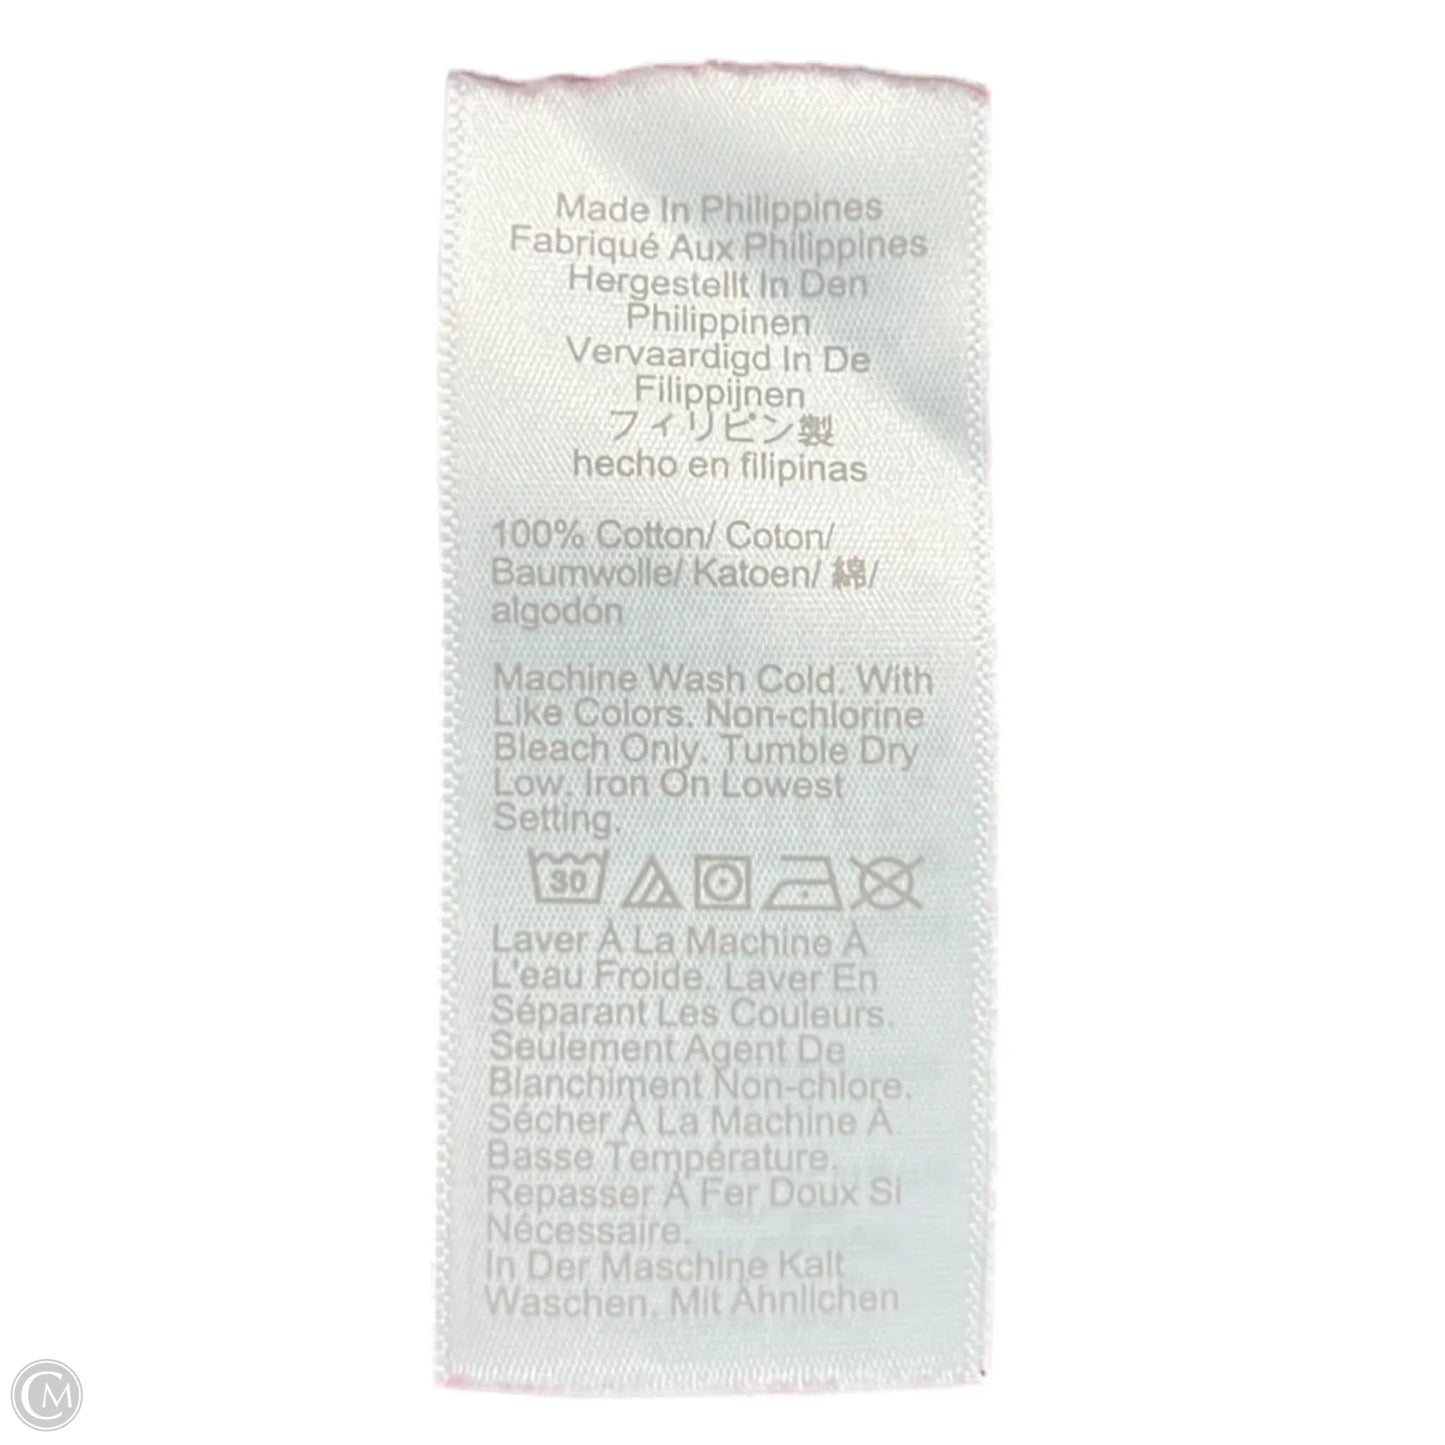 Made In Philippines
Fabriqué Aux Philippines
Hergestellt In Den
Philippinen
Vervaardigd In De
Filippijnen
フィリピン製
hecho en filipinas
100% Cotton/ Coton/
Baumwolle/ Katoen/ 綿/
algodón
Machine Wash Cold. With
Like Colors. Non-chlorine
Bleach Only. Tumble Dry
Low. Iron On Lowest
Setting.
30
Laver À La Machine À
L'eau Froide. Laver En
Séparant Les Couleurs.
Seulement Agent De
Blanchiment Non-chlore.
Sécher À La Machine À
Basse Température.
Repasser À Fer Doux SI
Nécessaire.
In Der Maschine Kalt
Waschen. Mit Ähnlichen
CM